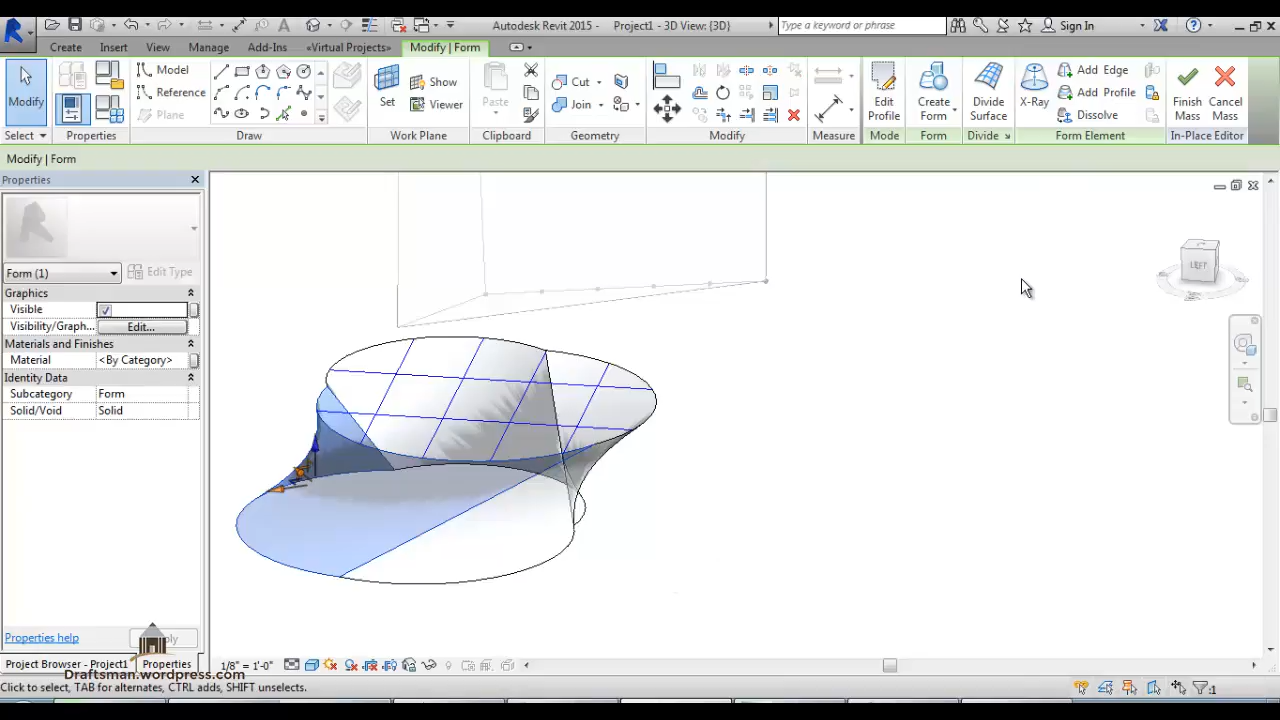 Autodesk Revit 2015 - Project1 - 3D View: {3D}
Type a keyword or phrase
Sign In
Create Insert View Manage Add-Ins «Virtual Projects» Modify | Form
Modify
Model
Reference
Plane
Set
Show
Viewer
Paste
Cut
Join
Edit Profile
Create Form
Divide Surface
X-Ray
Add Edge
Add Profile
Dissolve
Finish Mass
Cancel Mass
Select Properties Draw Work Plane Clipboard Geometry Modify Measure Mode Form Divide Form Element In-Place Editor
Modify | Form
Properties
Form (1) Edit Type
Graphics
Visible
Visibility/Graph... Edit...
Materials and Finishes
Material <By Category>
Identity Data
Subcategory Form
Solid/Void Solid
LEFT
Properties help
Project Browser - Project1 Properties
1/8" = 1'-0"
Draftsman.wordpress.com
Click to select, TAB for alternates, CTRL adds, SHIFT unselects.
:1